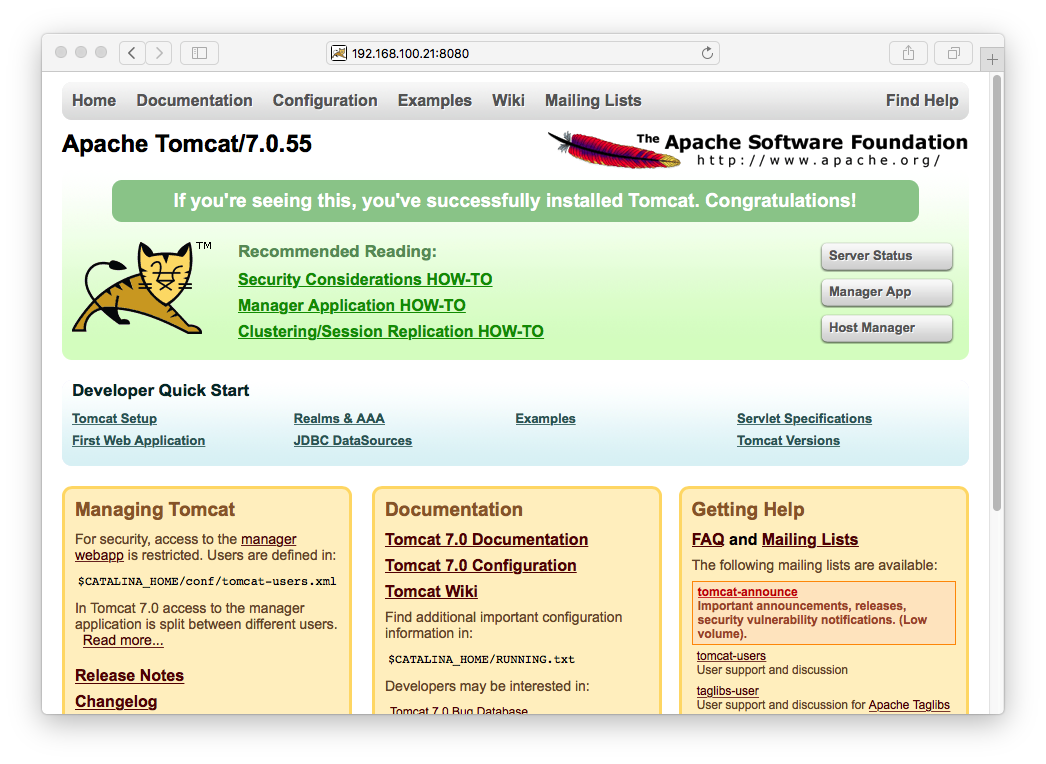 192.168.100.21:8080
Home Documentation Configuration Examples Wiki Mailing Lists Find Help
Apache Tomcat/7.0.55
The Apache Software Foundation
http://www.apache.org/
If you're seeing this, you've successfully installed Tomcat. Congratulations!
TM
Recommended Reading:
Security Considerations HOW-TO
Manager Application HOW-TO
Clustering/Session Replication HOW-TO
Server Status
Manager App
Host Manager
Developer Quick Start
Tomcat Setup
First Web Application
Realms & AAA
JDBC DataSources
Examples
Servlet Specifications
Tomcat Versions
Managing Tomcat
For security, access to the manager
webapp is restricted. Users are defined in:
$CATALINA_HOME/conf/tomcat-users.xml
In Tomcat 7.0 access to the manager
application is split between different users.
Read more...
Release Notes
Changelog
Documentation
Tomcat 7.0 Documentation
Tomcat 7.0 Configuration
Tomcat Wiki
Find additional important configuration
information in:
$CATALINA_HOME/RUNNING.txt
Developers may be interested in:
Tomcat 7.0 Bug Database
Getting Help
FAQ and Mailing Lists
The following mailing lists are available:
tomcat-announce
Important announcements, releases,
security vulnerability notifications. (Low
volume).
tomcat-users
User support and discussion
taglibs-user
User support and discussion for Apache Taglibs